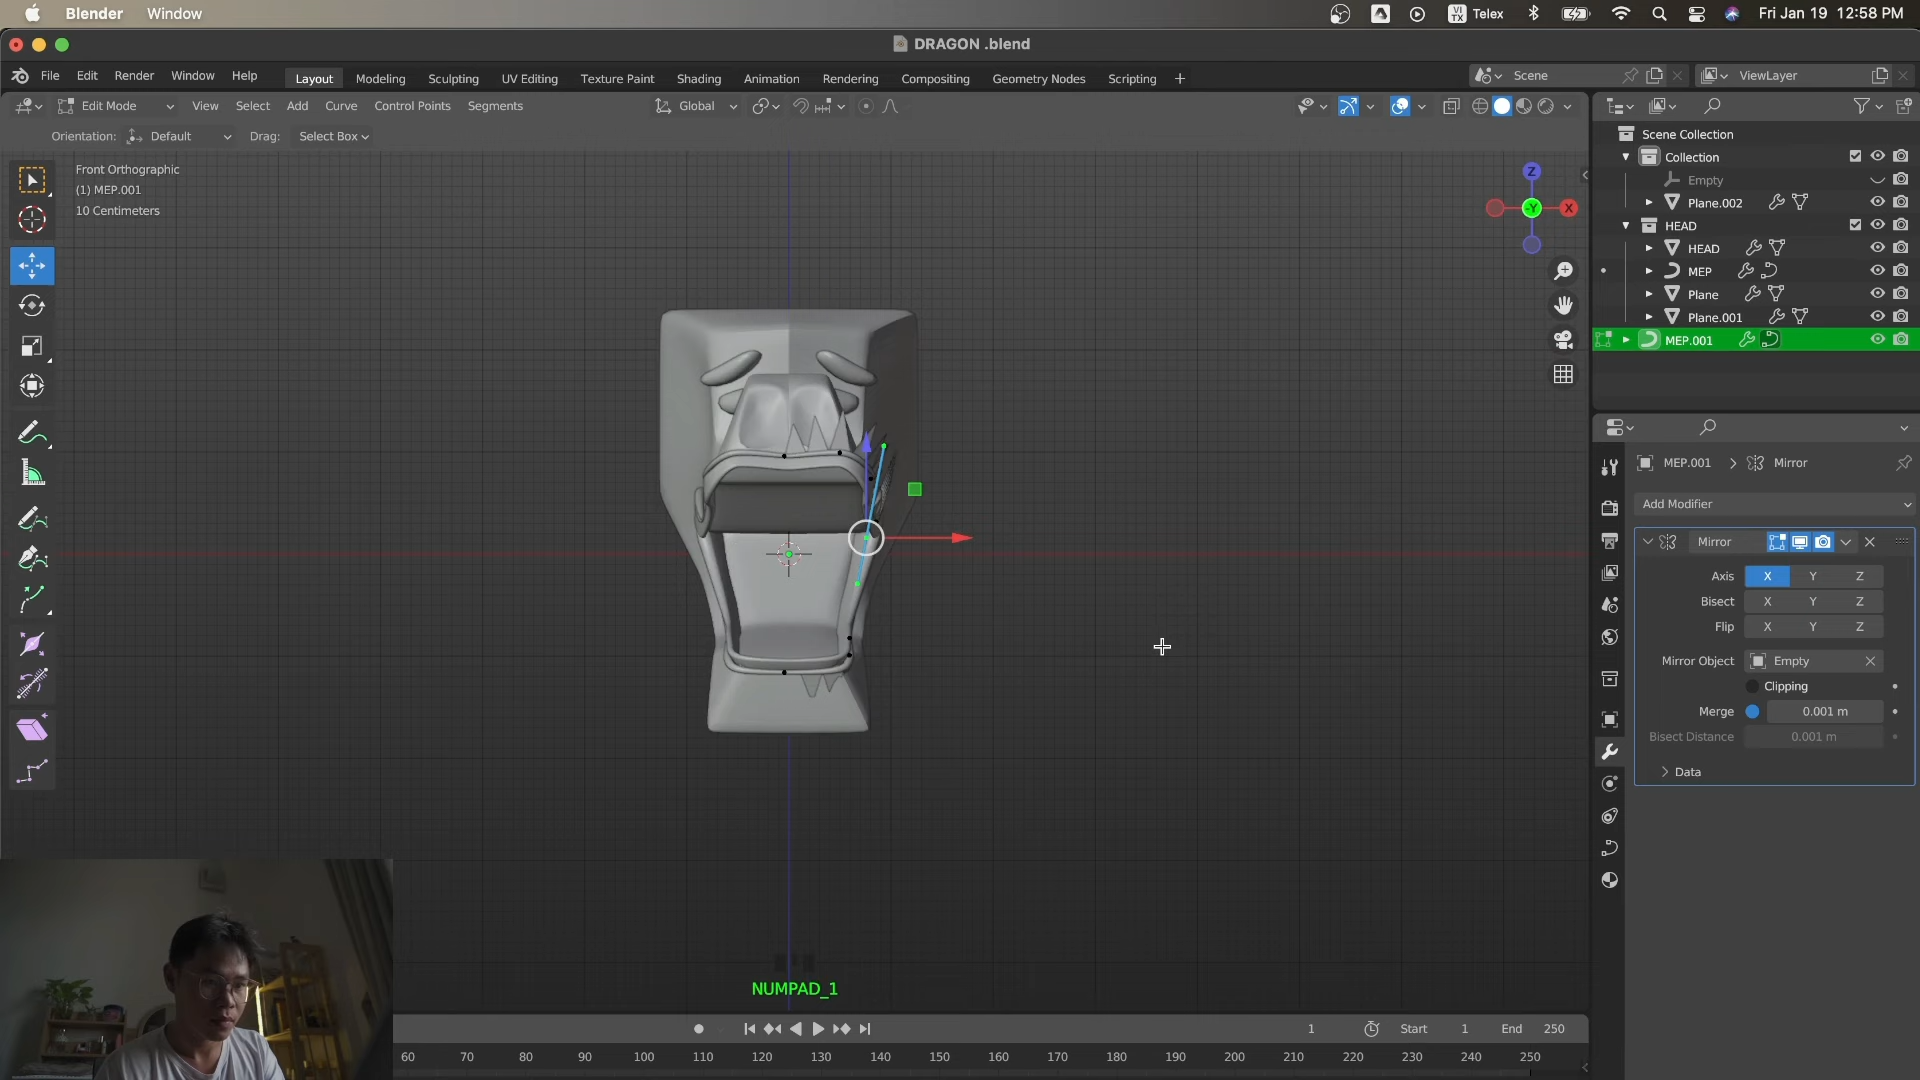 Blender Window
VI TX Telex Fri Jan 19 12:58 PM
DRAGON .blend
File Edit Render Window Help Layout Modeling Sculpting UV Editing Texture Paint Shading Animation Rendering Compositing Geometry Nodes Scripting + Scene ViewLayer
Edit Mode View Select Add Curve Control Points Segments Global
Orientation: Default Drag: Select Box
Front Orthographic
(1) MEP.001
10 Centimeters
Z
-Y
X
Scene Collection
Collection
Empty
Plane.002
HEAD
HEAD
MEP
Plane
Plane.001
MEP.001
MEP.001 > Mirror
Add Modifier
Mirror
Axis X Y Z
Bisect X Y Z
Flip X Y Z
Mirror Object Empty
Clipping
Merge 0.001 m
Bisect Distance 0.001 m
Data
NUMPAD_1
1 Start 1 End 250
60 70 80 90 100 110 120 130 140 150 160 170 180 190 200 210 220 230 240 250